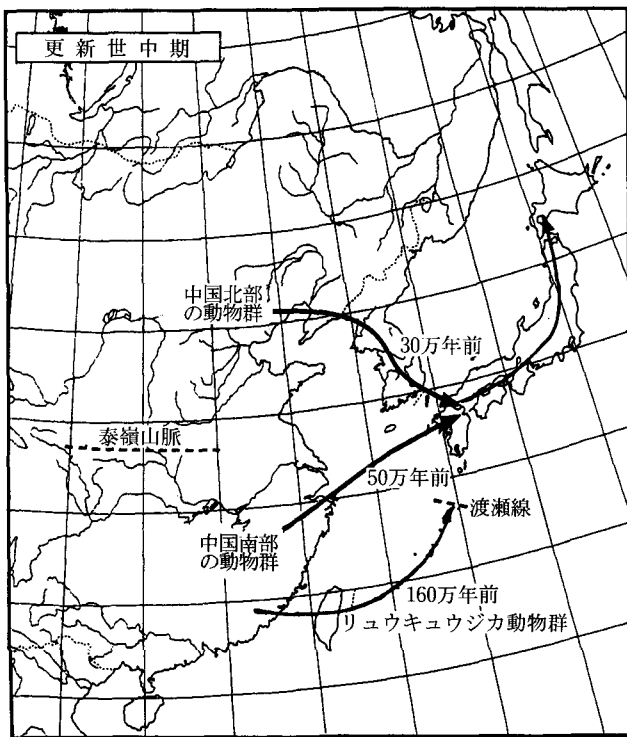 更新世中期
中国北部
の動物群
30万年前
泰嶺山脈
50万年前
渡瀬線
中国南部
の動物群
160万年前
リュウキュウジカ動物群